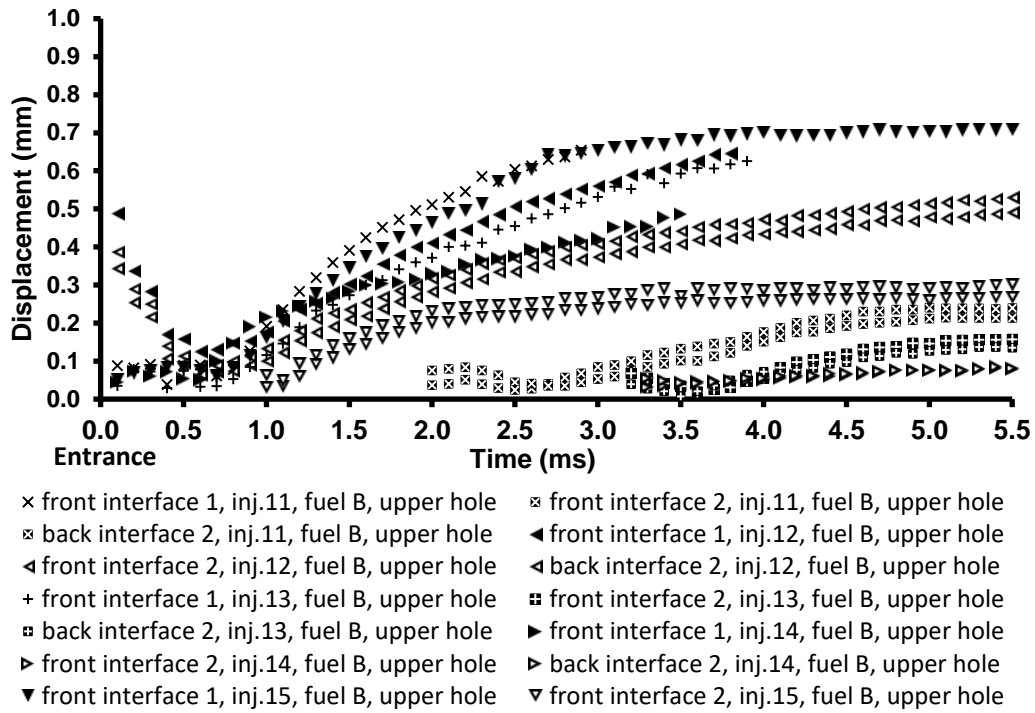 1.0
0.9
0.8
0.7
0.6
0.5
0.4
0.3
0.2
0.1
0.0
Displacement (mm)
0.0 0.5 1.0 1.5 2.0 2.5 3.0 3.5 4.0 4.5 5.0 5.5
Entrance
Time (ms)
front interface 1, inj.11, fuel B, upper hole
front interface 2, inj.11, fuel B, upper hole
back interface 2, inj.11, fuel B, upper hole
front interface 1, inj.12, fuel B, upper hole
front interface 2, inj.12, fuel B, upper hole
back interface 2, inj.12, fuel B, upper hole
front interface 1, inj.13, fuel B, upper hole
front interface 2, inj.13, fuel B, upper hole
back interface 2, inj.13, fuel B, upper hole
front interface 1, inj.14, fuel B, upper hole
front interface 2, inj.14, fuel B, upper hole
back interface 2, inj.14, fuel B, upper hole
front interface 1, inj.15, fuel B, upper hole
front interface 2, inj.15, fuel B, upper hole